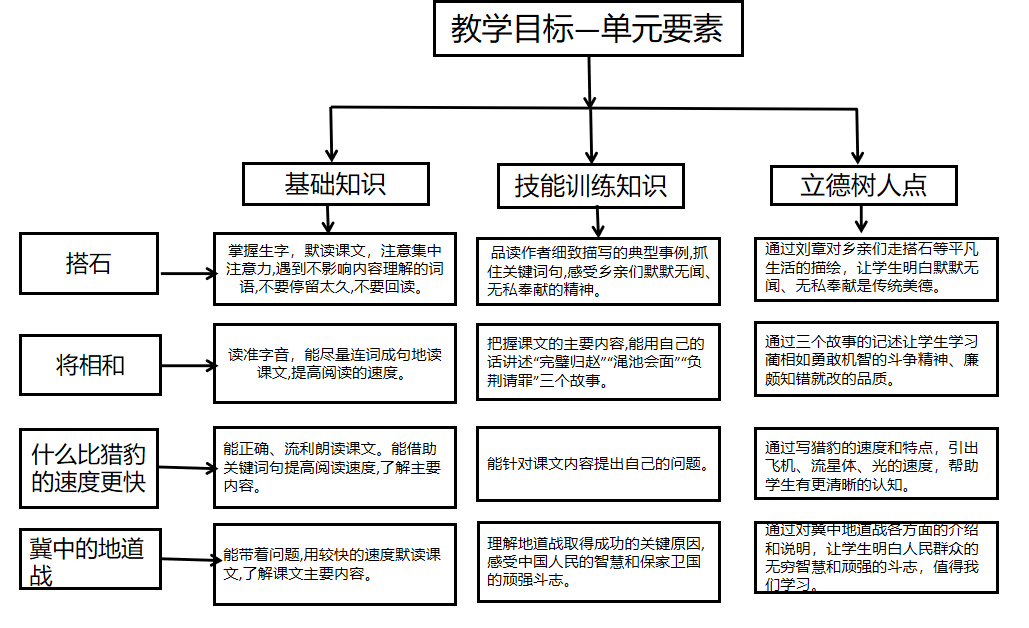 教学目标—单元要素
基础知识
技能训练知识
立德树人点
搭石
掌握生字，默读课文，注意集中
注意力,遇到不影响内容理解的词
语,不要停留太久,不要回读。
品读作者细致描写的典型事例,抓
住关键词句,感受乡亲们默默无闻、
无私奉献的精神。
通过刘章对乡亲们走搭石等平凡
生活的描绘，让学生明白默默无
闻、无私奉献是传统美德。
将相和
读准字音，能尽量连词成句地读
课文,提高阅读的速度。
把握课文的主要内容,能用自己的
话讲述“完璧归赵”“渑池会面”“负
荆请罪”三个故事。
通过三个故事的记述让学生学习
蔺相如勇敢机智的斗争精神、廉
颇知错就改的品质。
什么比猎豹
的速度更快
能正确、流利朗读课文。能借助
关键词句提高阅读速度,了解主要
内容。
能针对课文内容提出自己的问题。
通过写猎豹的速度和特点，引出
飞机、流星体、光的速度，帮助
学生有更清晰的认知。
冀中的地道
战
能带着问题,用较快的速度默读课
文,了解课文主要内容。
理解地道战取得成功的关键原因,
感受中国人民的智慧和保家卫国
的顽强斗志。
通过对冀中地道战各方面的介绍
和说明，让学生明白人民群众的
无穷智慧和顽强的斗志，值得我
们学习。